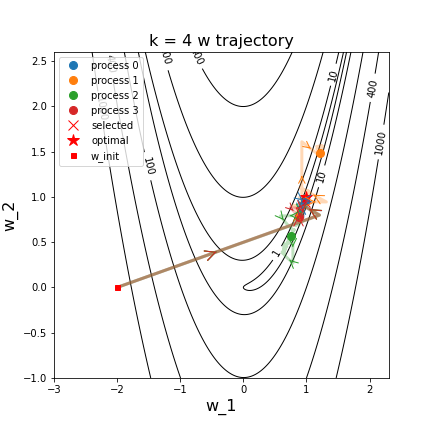 k = 4 w trajectory
process 0
process 1
process 2
process 3
selected
optimal
w_init
w_2
2.5
2.0
1.5
1.0
0.5
0.0
−0.5
−1.0
−3
−2
−1
0
1
2
w_1
10
400
1000
100
10
1